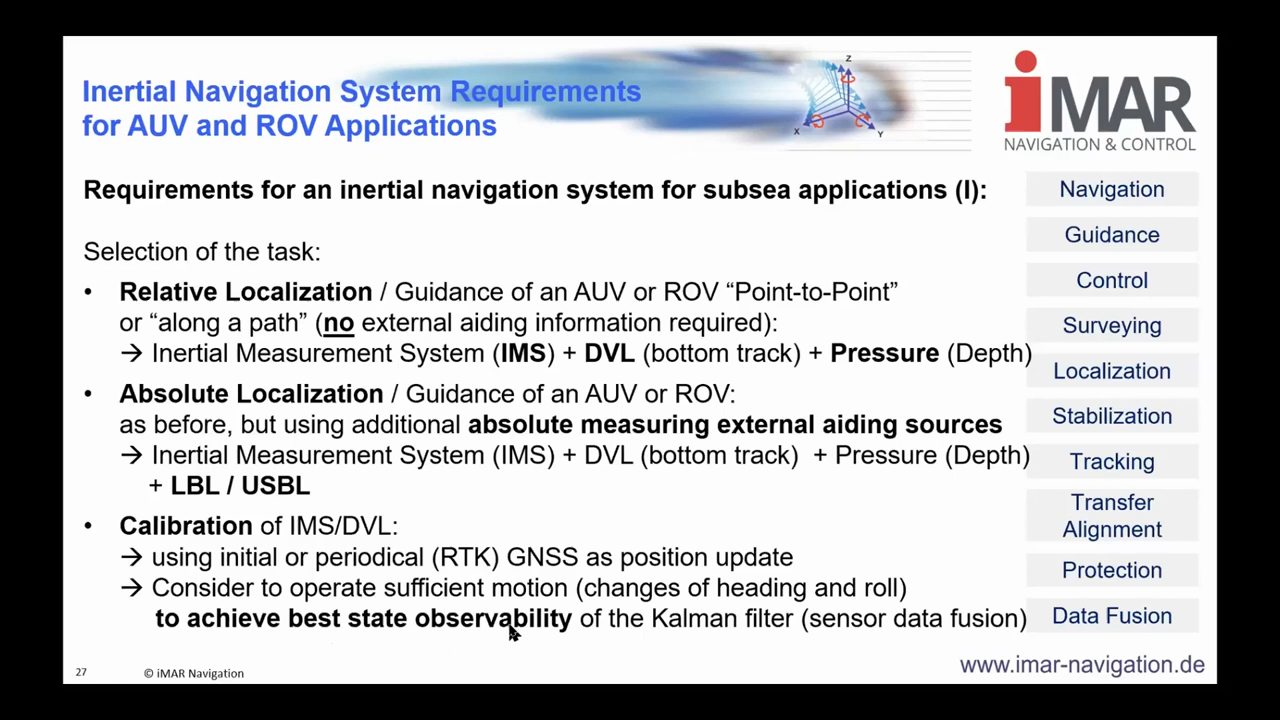 Inertial Navigation System Requirements
for AUV and ROV Applications
Z
X
Y
iMAR
NAVIGATION & CONTROL
Requirements for an inertial navigation system for subsea applications (I):
Selection of the task:
• Relative Localization / Guidance of an AUV or ROV “Point-to-Point”
or “along a path” (no external aiding information required):
→ Inertial Measurement System (IMS) + DVL (bottom track) + Pressure (Depth)
• Absolute Localization / Guidance of an AUV or ROV:
as before, but using additional absolute measuring external aiding sources
→ Inertial Measurement System (IMS) + DVL (bottom track) + Pressure (Depth)
+ LBL / USBL
• Calibration of IMS/DVL:
→ using initial or periodical (RTK) GNSS as position update
→ Consider to operate sufficient motion (changes of heading and roll)
to achieve best state observability of the Kalman filter (sensor data fusion)
Navigation
Guidance
Control
Surveying
Localization
Stabilization
Tracking
Transfer
Alignment
Protection
Data Fusion
27
© iMAR Navigation
www.imar-navigation.de